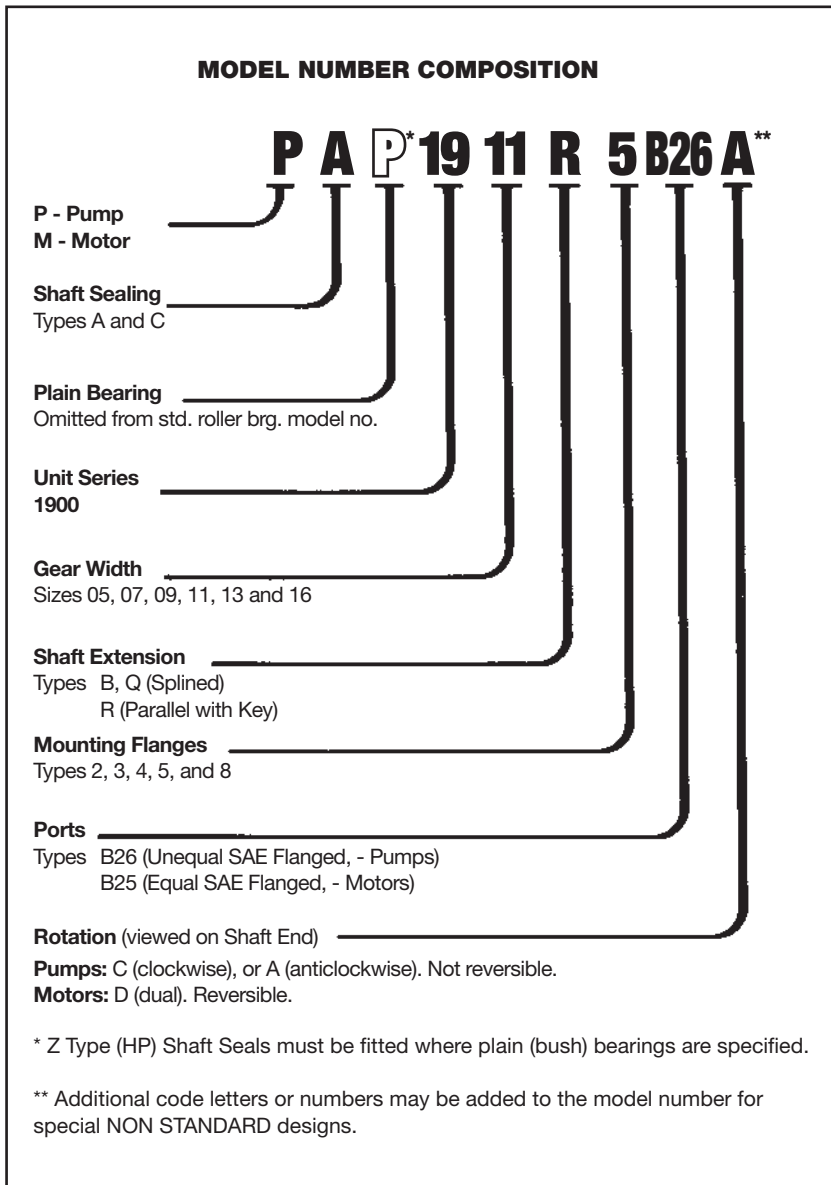 MODEL NUMBER COMPOSITION
P A P* 19 11 R 5 B26 A**
P - Pump
M - Motor
Shaft Sealing
Types A and C
Plain Bearing
Omitted from std. roller brg. model no.
Unit Series
1900
Gear Width
Sizes 05, 07, 09, 11, 13 and 16
Shaft Extension
Types B, Q (Splined)
R (Parallel with Key)
Mounting Flanges
Types 2, 3, 4, 5, and 8
Ports
Types B26 (Unequal SAE Flanged, - Pumps)
B25 (Equal SAE Flanged, - Motors)
Rotation (viewed on Shaft End)
Pumps: C (clockwise), or A (anticlockwise). Not reversible.
Motors: D (dual). Reversible.
* Z Type (HP) Shaft Seals must be fitted where plain (bush) bearings are specified.
** Additional code letters or numbers may be added to the model number for
special NON STANDARD designs.